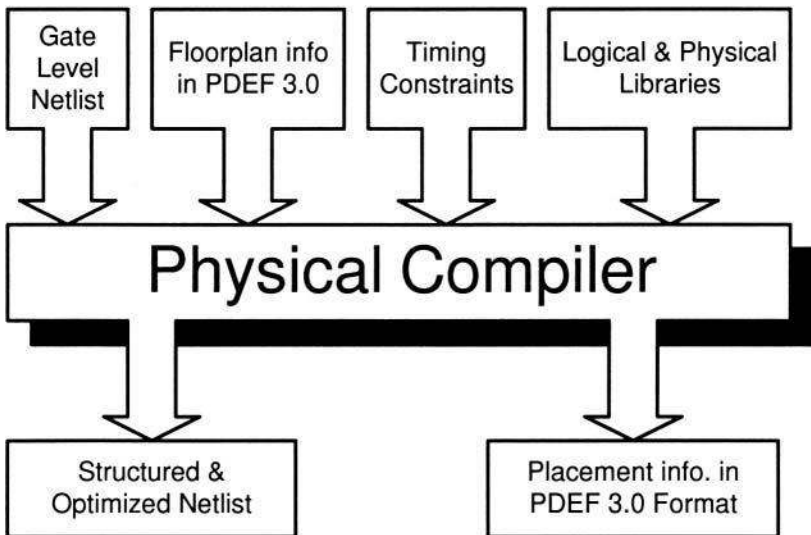 Gate
Level
Netlist
Floorplan info
in PDEF 3.0
Timing
Constraints
Logical & Physical
Libraries
Physical Compiler
Structured &
Optimized Netlist
Placement info. in
PDEF 3.0 Format